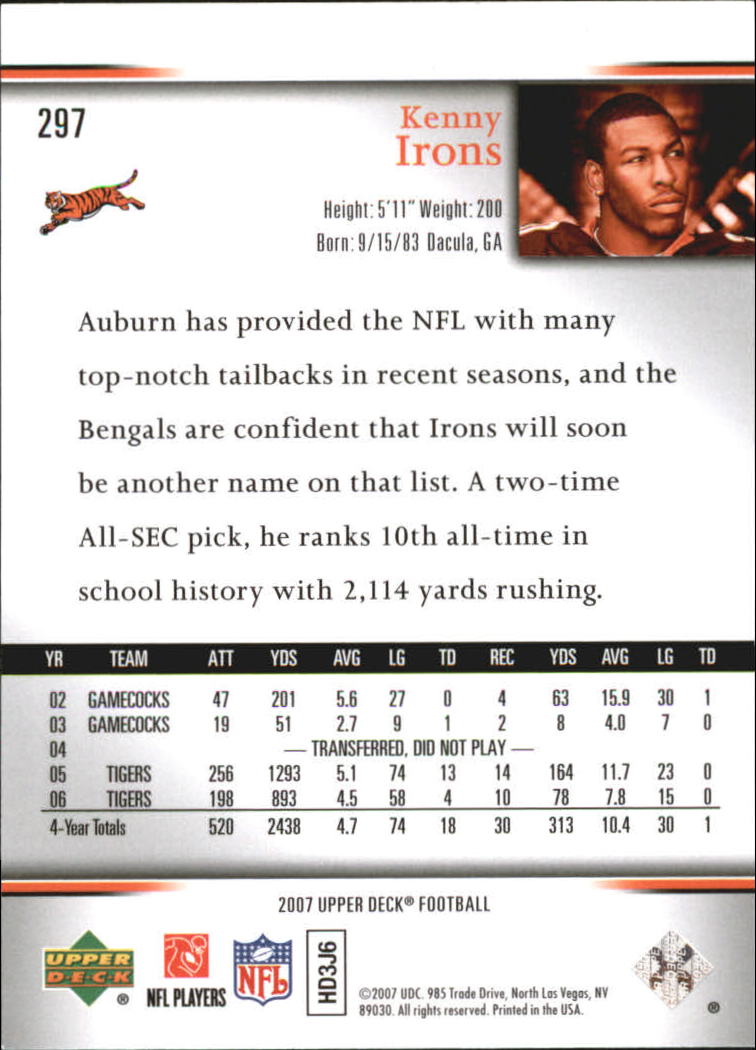 297
Kenny
Irons
Height: 5'11" Weight: 200
Born: 9/15/83 Dacula, GA
Auburn has provided the NFL with many
top-notch tailbacks in recent seasons, and the
Bengals are confident that Irons will soon
be another name on that list. A two-time
All-SEC pick, he ranks 10th all-time in
school history with 2,114 yards rushing.
YR TEAM ATT YDS AVG LG TD REC YDS AVG LG TD
02 GAMECOCKS 47 201 5.6 27 0 4 63 15.9 30 1
03 GAMECOCKS 19 51 2.7 9 1 2 8 4.0 7 0
04 — TRANSFERRED, DID NOT PLAY —
05 TIGERS 256 1293 5.1 74 13 14 164 11.7 23 0
06 TIGERS 198 893 4.5 58 4 10 78 7.8 15 0
4-Year Totals 520 2438 4.7 74 18 30 313 10.4 30 1
2007 UPPER DECK® FOOTBALL
UPPER
DECK
®
NFL PLAYERS
NFL
HD3J6
©2007 UDC. 985 Trade Drive, North Las Vegas, NV
89030. All rights reserved. Printed in the USA.
®